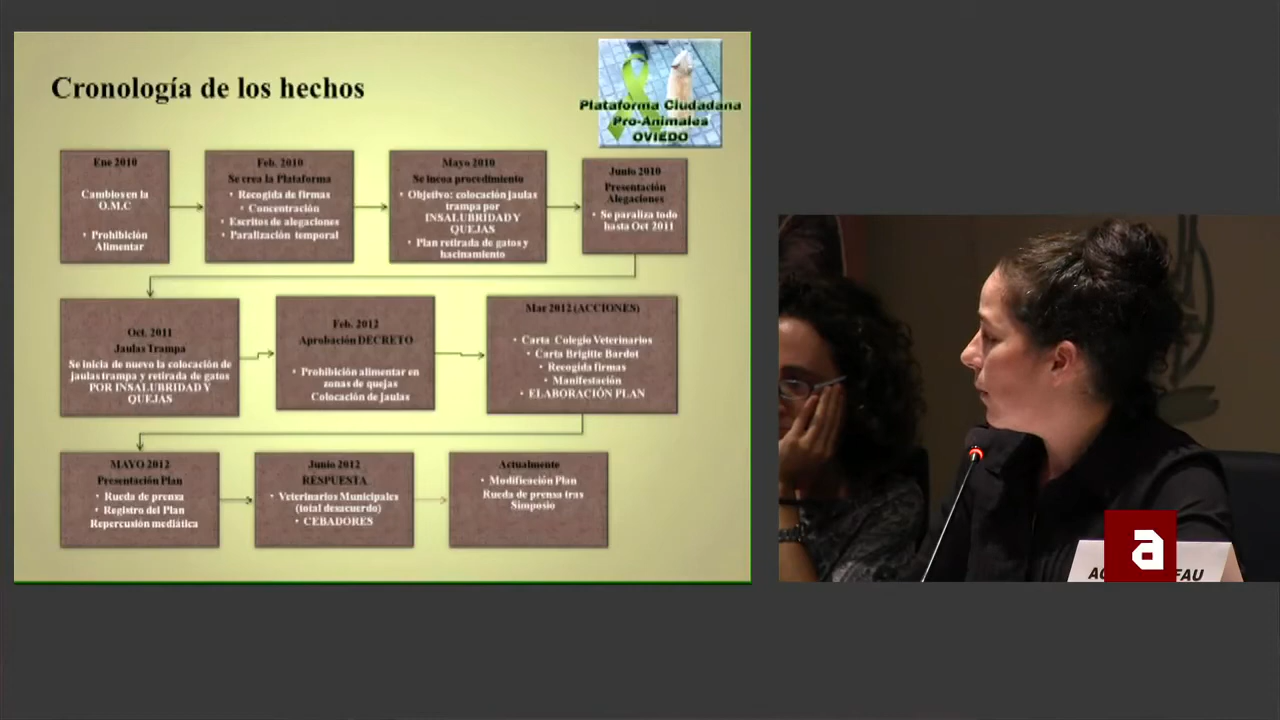 Cronología de los hechos
Plataforma Ciudadana
Pro-Animales
OVIEDO
Ene 2010
Cambios en la
O.M.C
• Prohibición
Alimentar
Feb. 2010
Se crea la Plataforma
• Recogida de firmas
• Concentración
• Escritos de alegaciones
• Paralización temporal
Mayo 2010
Se incoa procedimiento
• Objetivo: colocación jaulas
trampa por
INSALUBRIDAD Y
QUEJAS
• Plan retirada de gatos y
hacinamiento
Junio 2010
Presentación
Alegaciones
• Se paraliza todo
hasta Oct 2011
Oct. 2011
Jaulas Trampa
Se inicia de nuevo la colocación de
jaulas trampa y retirada de gatos
POR INSALUBRIDAD Y
QUEJAS
Feb. 2012
Aprobación DECRETO
• Prohibición alimentar en
zonas de quejas
Colocación de jaulas
Mar 2012 (ACCIONES)
• Carta Colegio Veterinarios
• Carta Brigitte Bardot
• Recogida firmas
• Manifestación
• ELABORACIÓN PLAN
MAYO 2012
Presentación Plan
• Rueda de prensa
• Registro del Plan
Repercusión mediática
Junio 2012
RESPUESTA
• Veterinarios Municipales
(total desacuerdo)
• CEBADORES
Actualmente
• Modificación Plan
Rueda de prensa tras
Simposio
a